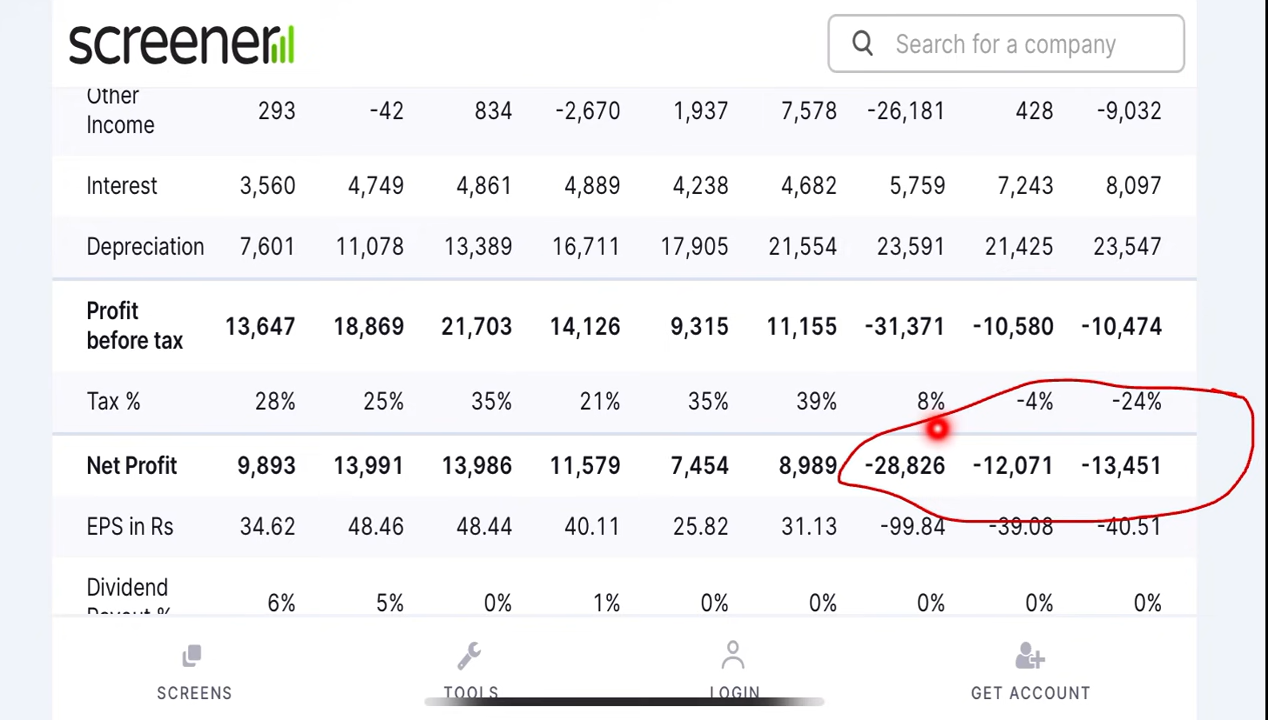 screener
Search for a company
Other
Income 293 -42 834 -2,670 1,937 7,578 -26,181 428 -9,032
Interest 3,560 4,749 4,861 4,889 4,238 4,682 5,759 7,243 8,097
Depreciation 7,601 11,078 13,389 16,711 17,905 21,554 23,591 21,425 23,547
Profit
before tax 13,647 18,869 21,703 14,126 9,315 11,155 -31,371 -10,580 -10,474
Tax % 28% 25% 35% 21% 35% 39% 8% -4% -24%
Net Profit 9,893 13,991 13,986 11,579 7,454 8,989 -28,826 -12,071 -13,451
EPS in Rs 34.62 48.46 48.44 40.11 25.82 31.13 -99.84 -39.08 -40.51
Dividend
Payout % 6% 5% 0% 1% 0% 0% 0% 0% 0%
SCREENS TOOLS LOGIN GET ACCOUNT